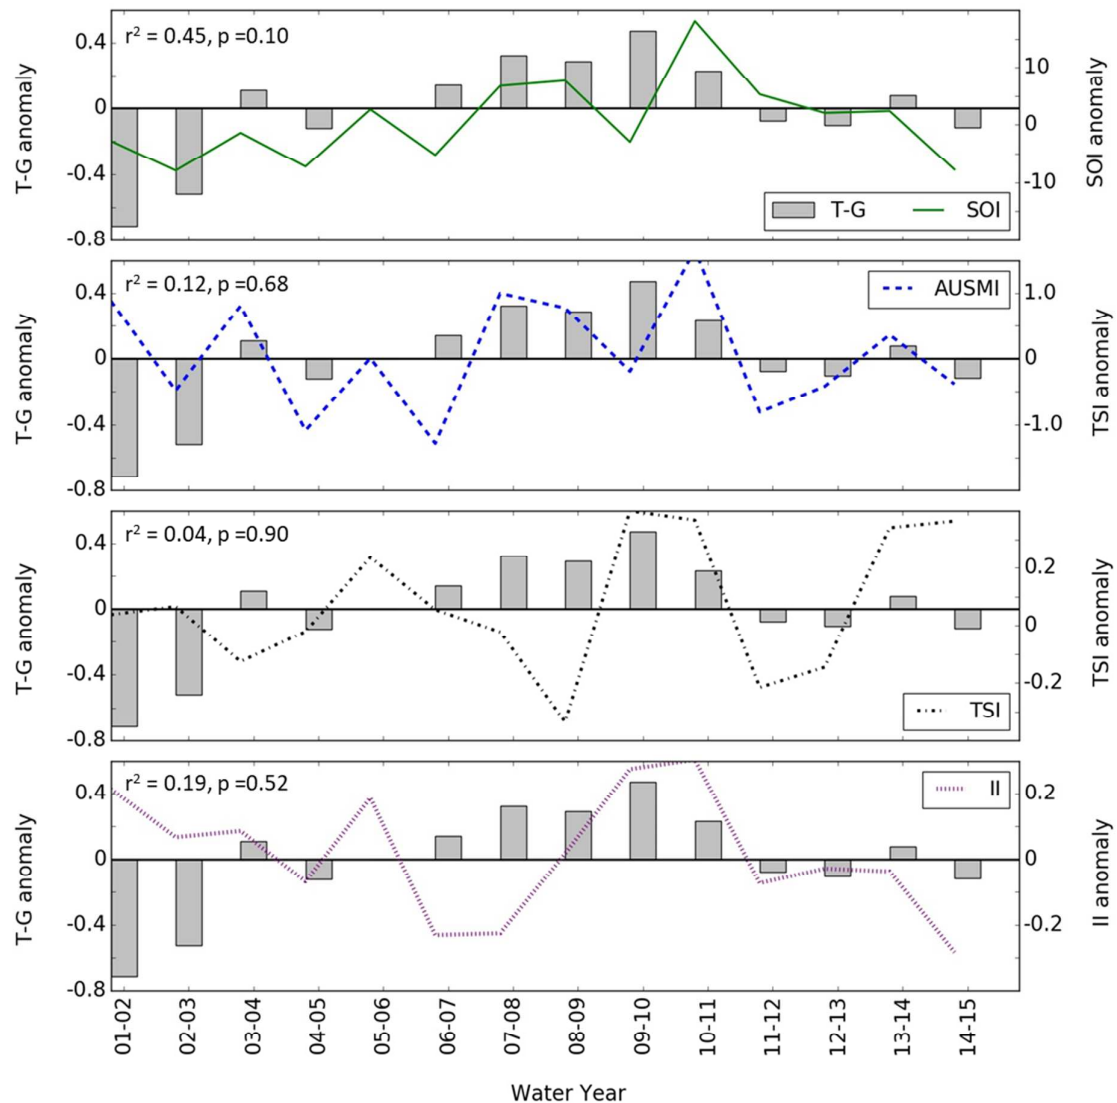 r² = 0.45, p =0.10
0.4
0
-0.4
-0.8
T-G anomaly
10
0
-10
SOI anomaly
T-G SOI
r² = 0.12, p =0.68
0.4
0
-0.4
-0.8
T-G anomaly
1.0
0
-1.0
TSI anomaly
AUSMI
r² = 0.04, p =0.90
0.4
0
-0.4
-0.8
T-G anomaly
0.2
0
-0.2
TSI anomaly
TSI
r² = 0.19, p =0.52
0.4
0
-0.4
-0.8
T-G anomaly
0.2
0
-0.2
II anomaly
II
01-02 02-03 03-04 04-05 05-06 06-07 07-08 08-09 09-10 10-11 11-12 12-13 13-14 14-15
Water Year